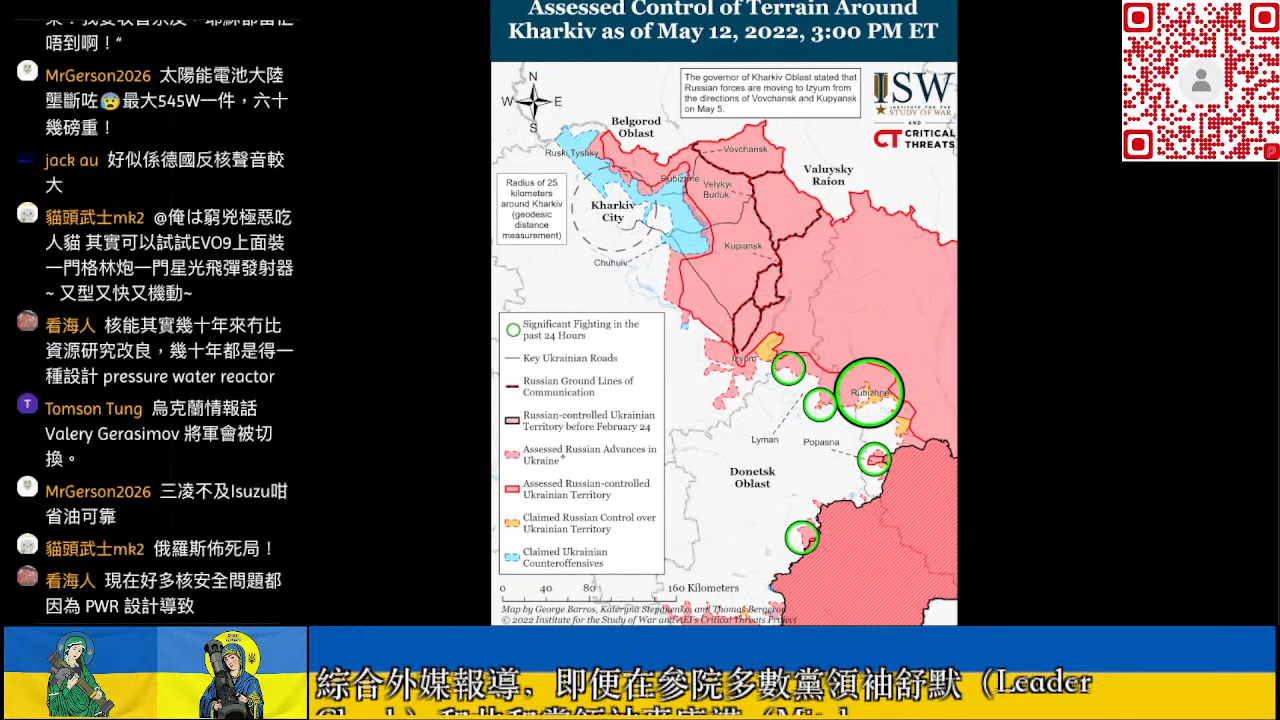 唔到啊！“
MrGerson2026 太陽能電池大陸
壟斷咗😰最大545W一件，六十
幾磅重！
jack au 好似係德國反核聲音較
大
貓頭武士mk2 @俺は窮兇極惡吃
人貓 其實可以試試EVO9上面裝
一門格林炮一門星光飛彈發射器
~ 又型又快又機動~
看海人 核能其實幾十年來冇比
資源研究改良，幾十年都是得一
種設計 pressure water reactor
T
Tomson Tung 烏克蘭情報話
Valery Gerasimov 將軍會被切
換。
MrGerson2026 三凌不及Isuzu咁
省油可靠
貓頭武士mk2 俄羅斯佈死局！
看海人 現在好多核安全問題都
因為 PWR 設計導致
Assessed Control of Terrain Around
Kharkiv as of May 12, 2022, 3:00 PM ET
N
W E
S
The governor of Kharkiv Oblast stated that
Russian forces are moving to Izyum from
the directions of Vovchansk and Kupyansk
on May 5.
ISW
INSTITUTE FOR THE
STUDY OF WAR
AND
CT CRITICAL
THREATS
Belgorod
Oblast
Ruski Tyshky
Vovchansk
Valuysky
Raion
Rubizhne
Velykyi
Burluk
Radius of 25
kilometers
around Kharkiv
(geodesic
distance
measurement)
Kharkiv
City
Kupiansk
Chuhuiv
Izyum
Rubizhne
Lyman
Popasna
Donetsk
Oblast
Significant Fighting in the
past 24 Hours
Key Ukrainian Roads
Russian Ground Lines of
Communication
Russian-controlled Ukrainian
Territory before February 24
Assessed Russian Advances in
Ukraine*
Assessed Russian-controlled
Ukrainian Territory
Claimed Russian Control over
Ukrainian Territory
Claimed Ukrainian
Counteroffensives
0 40 80 160 Kilometers
Map by George Barros, Kateryna Stepanenko, and Thomas Bergeron
© 2022 Institute for the Study of War and AEI's Critical Threats Project
綜合外媒報導，即便在參院多數黨領袖舒默（Leader